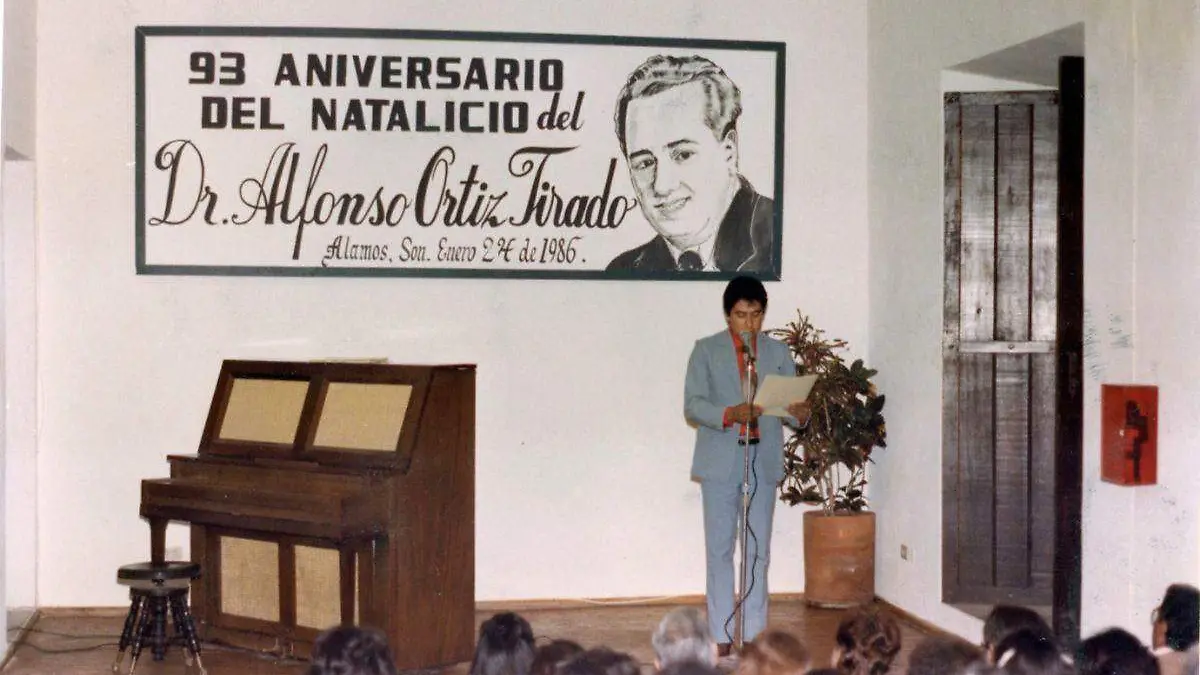 93 ANIVERSARIO
DEL NATALICIO del
Dr. Alfonso Ortiz Tirado
Alamos, Son. Enero 24 de 1986.